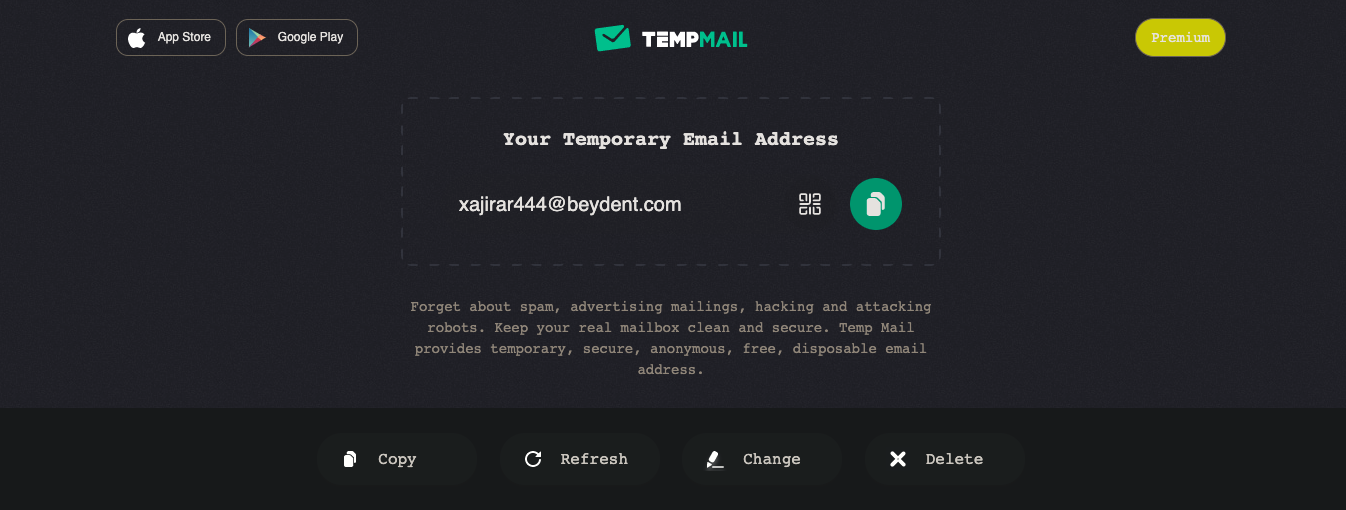 App Store
Google Play
TEMPMAIL
Premium
Your Temporary Email Address
xajirar444@beydent.com
Forget about spam, advertising mailings, hacking and attacking
robots. Keep your real mailbox clean and secure. Temp Mail
provides temporary, secure, anonymous, free, disposable email
address.
Copy
Refresh
Change
Delete